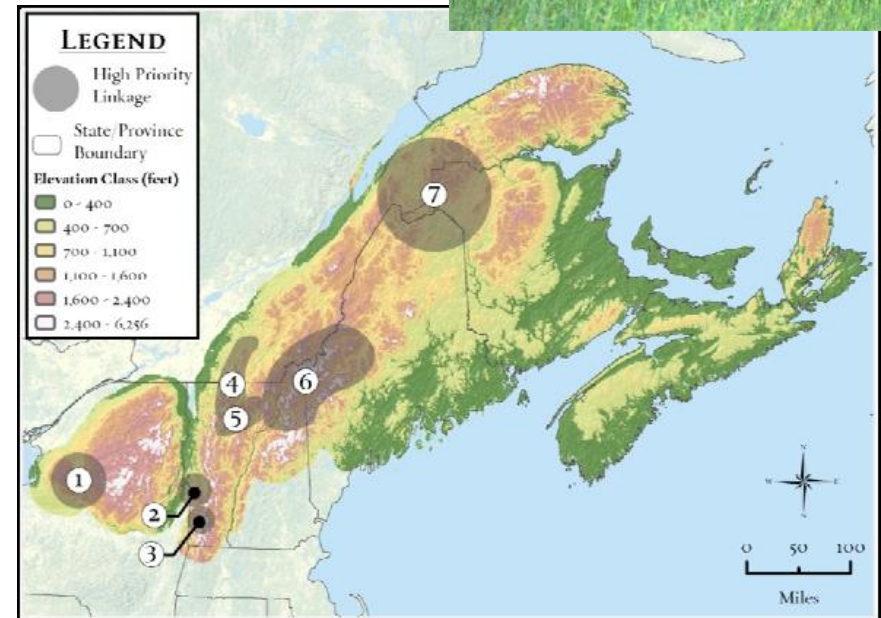 LEGEND
High Priority
Linkage
State/Province
Boundary
Elevation Class (feet)
0 - 400
400 - 700
700 - 1,100
1,100 - 1,600
1,600 - 2,400
2,400 - 6,256
7
4
6
5
1
2
3
N
W
E
S
0 50 100
Miles